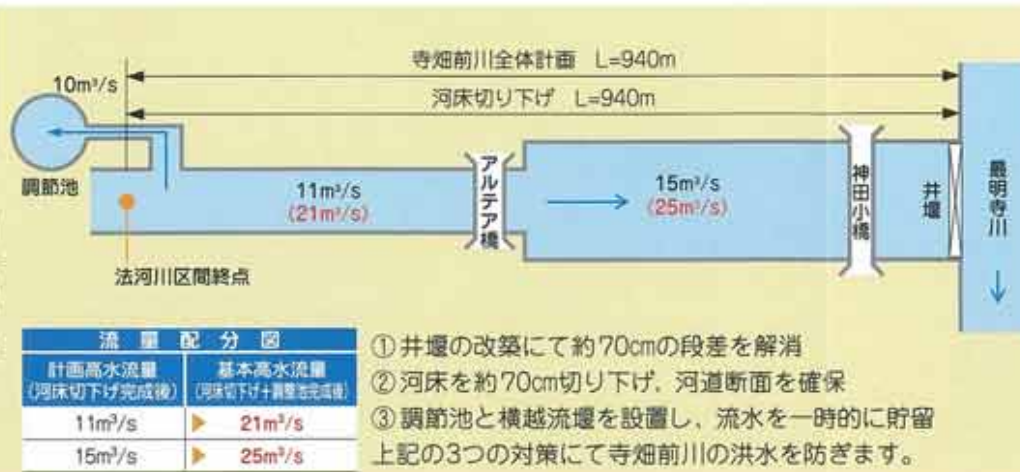 寺畑前川全体計画 L=940m
河床切り下げ L=940m
10m³/s
調節池
11m³/s
(21m³/s)
アルテア橋
15m³/s
(25m³/s)
神田小橋
井堰
最明寺川
法河川区間終点
流量配分図
計画高水流量 基本高水流量
(河床切下げ完成後) (河床切下げ+調整池完成後)
11m³/s ▶ 21m³/s
15m³/s ▶ 25m³/s
①井堰の改築にて約70cmの段差を解消
②河床を約70cm切り下げ、河道断面を確保
③調節池と横越流堰を設置し、流水を一時的に貯留
上記の3つの対策にて寺畑前川の洪水を防ぎます。